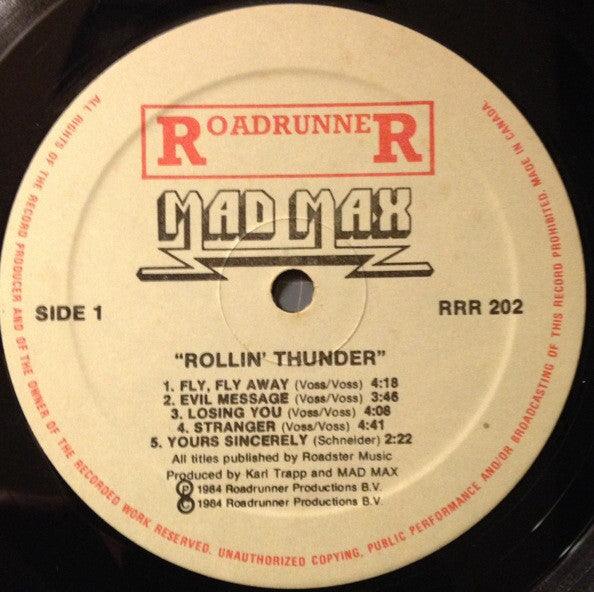 ROADRUNNER
MAD MAX
SIDE 1
RRR 202
"ROLLIN' THUNDER"
1. FLY, FLY AWAY (Voss/Voss) 4:18
2. EVIL MESSAGE (Voss/Voss) 3:46
3. LOSING YOU (Voss/Voss) 4:08
4. STRANGER (Voss/Voss) 4:41
5. YOURS SINCERELY (Schneider) 2:22
All titles published by Roadster Music
Produced by Karl Trapp and MAD MAX
℗ 1984 Roadrunner Productions B.V.
© 1984 Roadrunner Productions B.V.
ALL RIGHTS OF THE RECORD PRODUCER AND OF THE OWNER OF THE RECORDED WORK RESERVED. UNAUTHORIZED COPYING, PUBLIC PERFORMANCE AND/OR BROADCASTING OF THIS RECORD PROHIBITED. MADE IN CANADA.